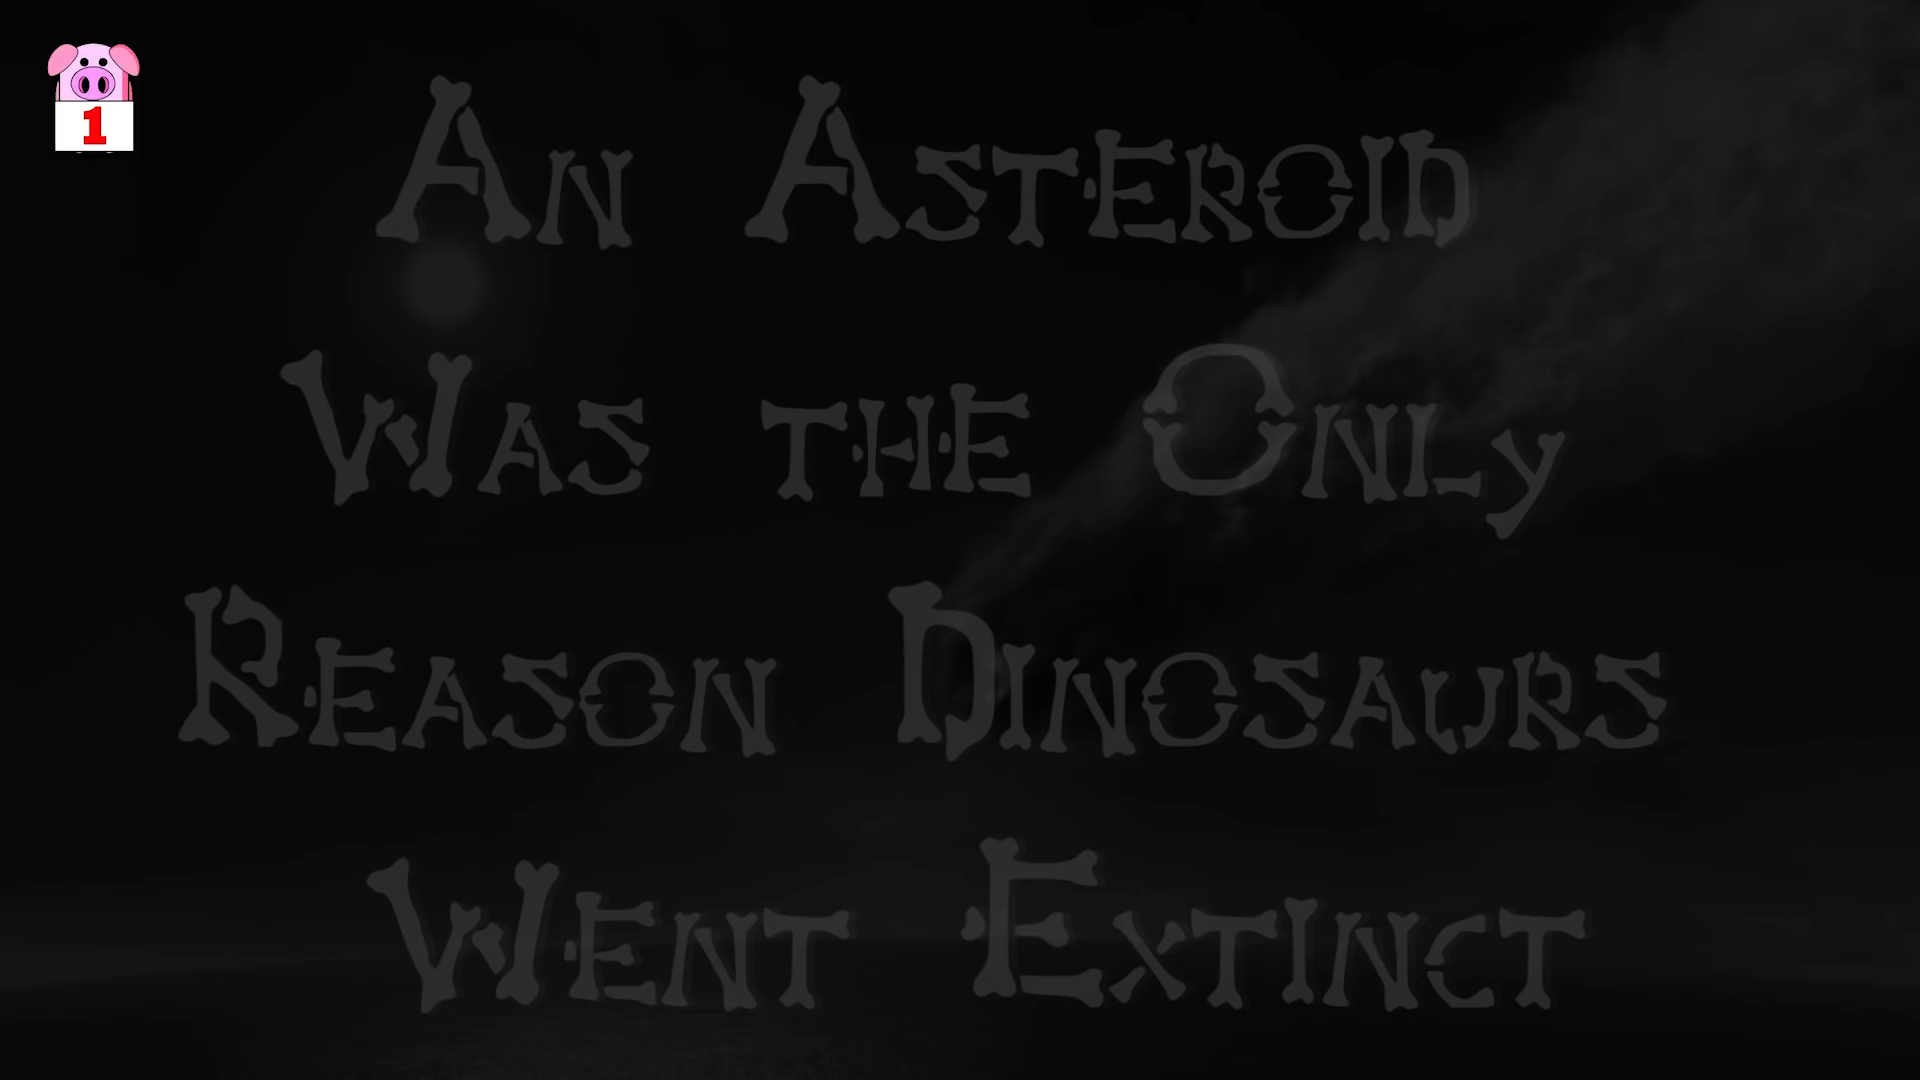 1
An Asteroid
Was the Only
Reason Dinosaurs
Went Extinct